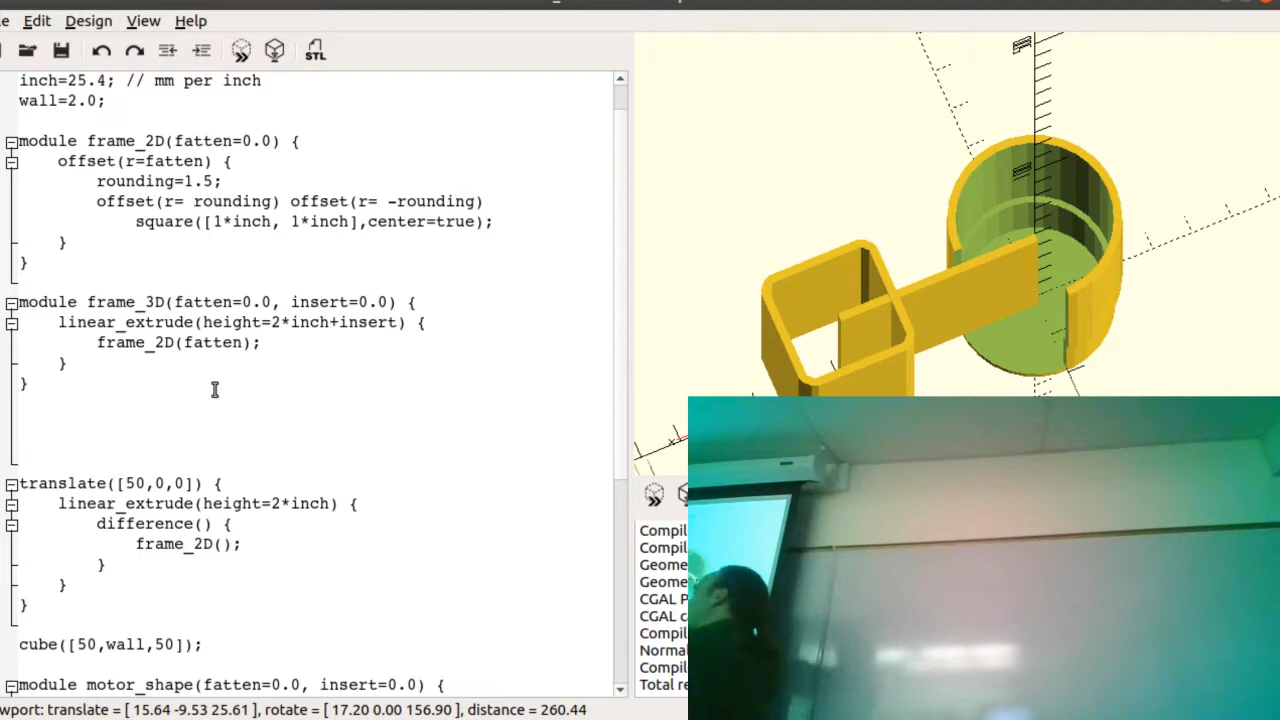 Edit Design View Help
STL
inch=25.4; // mm per inch
wall=2.0;
module frame_2D(fatten=0.0) {
offset(r=fatten) {
rounding=1.5;
offset(r= rounding) offset(r= -rounding)
square([1*inch, 1*inch],center=true);
}
}
module frame_3D(fatten=0.0, insert=0.0) {
linear_extrude(height=2*inch+insert) {
frame_2D(fatten);
}
}
translate([50,0,0]) {
linear_extrude(height=2*inch) {
difference() {
frame_2D();
}
}
}
cube([50,wall,50]);
module motor_shape(fatten=0.0, insert=0.0) {
Compil
Compil
Geome
Geome
CGAL P
CGAL c
Compil
Normal
Compil
Total re
wport: translate = [ 15.64 -9.53 25.61 ], rotate = [ 17.20 0.00 156.90 ], distance = 260.44